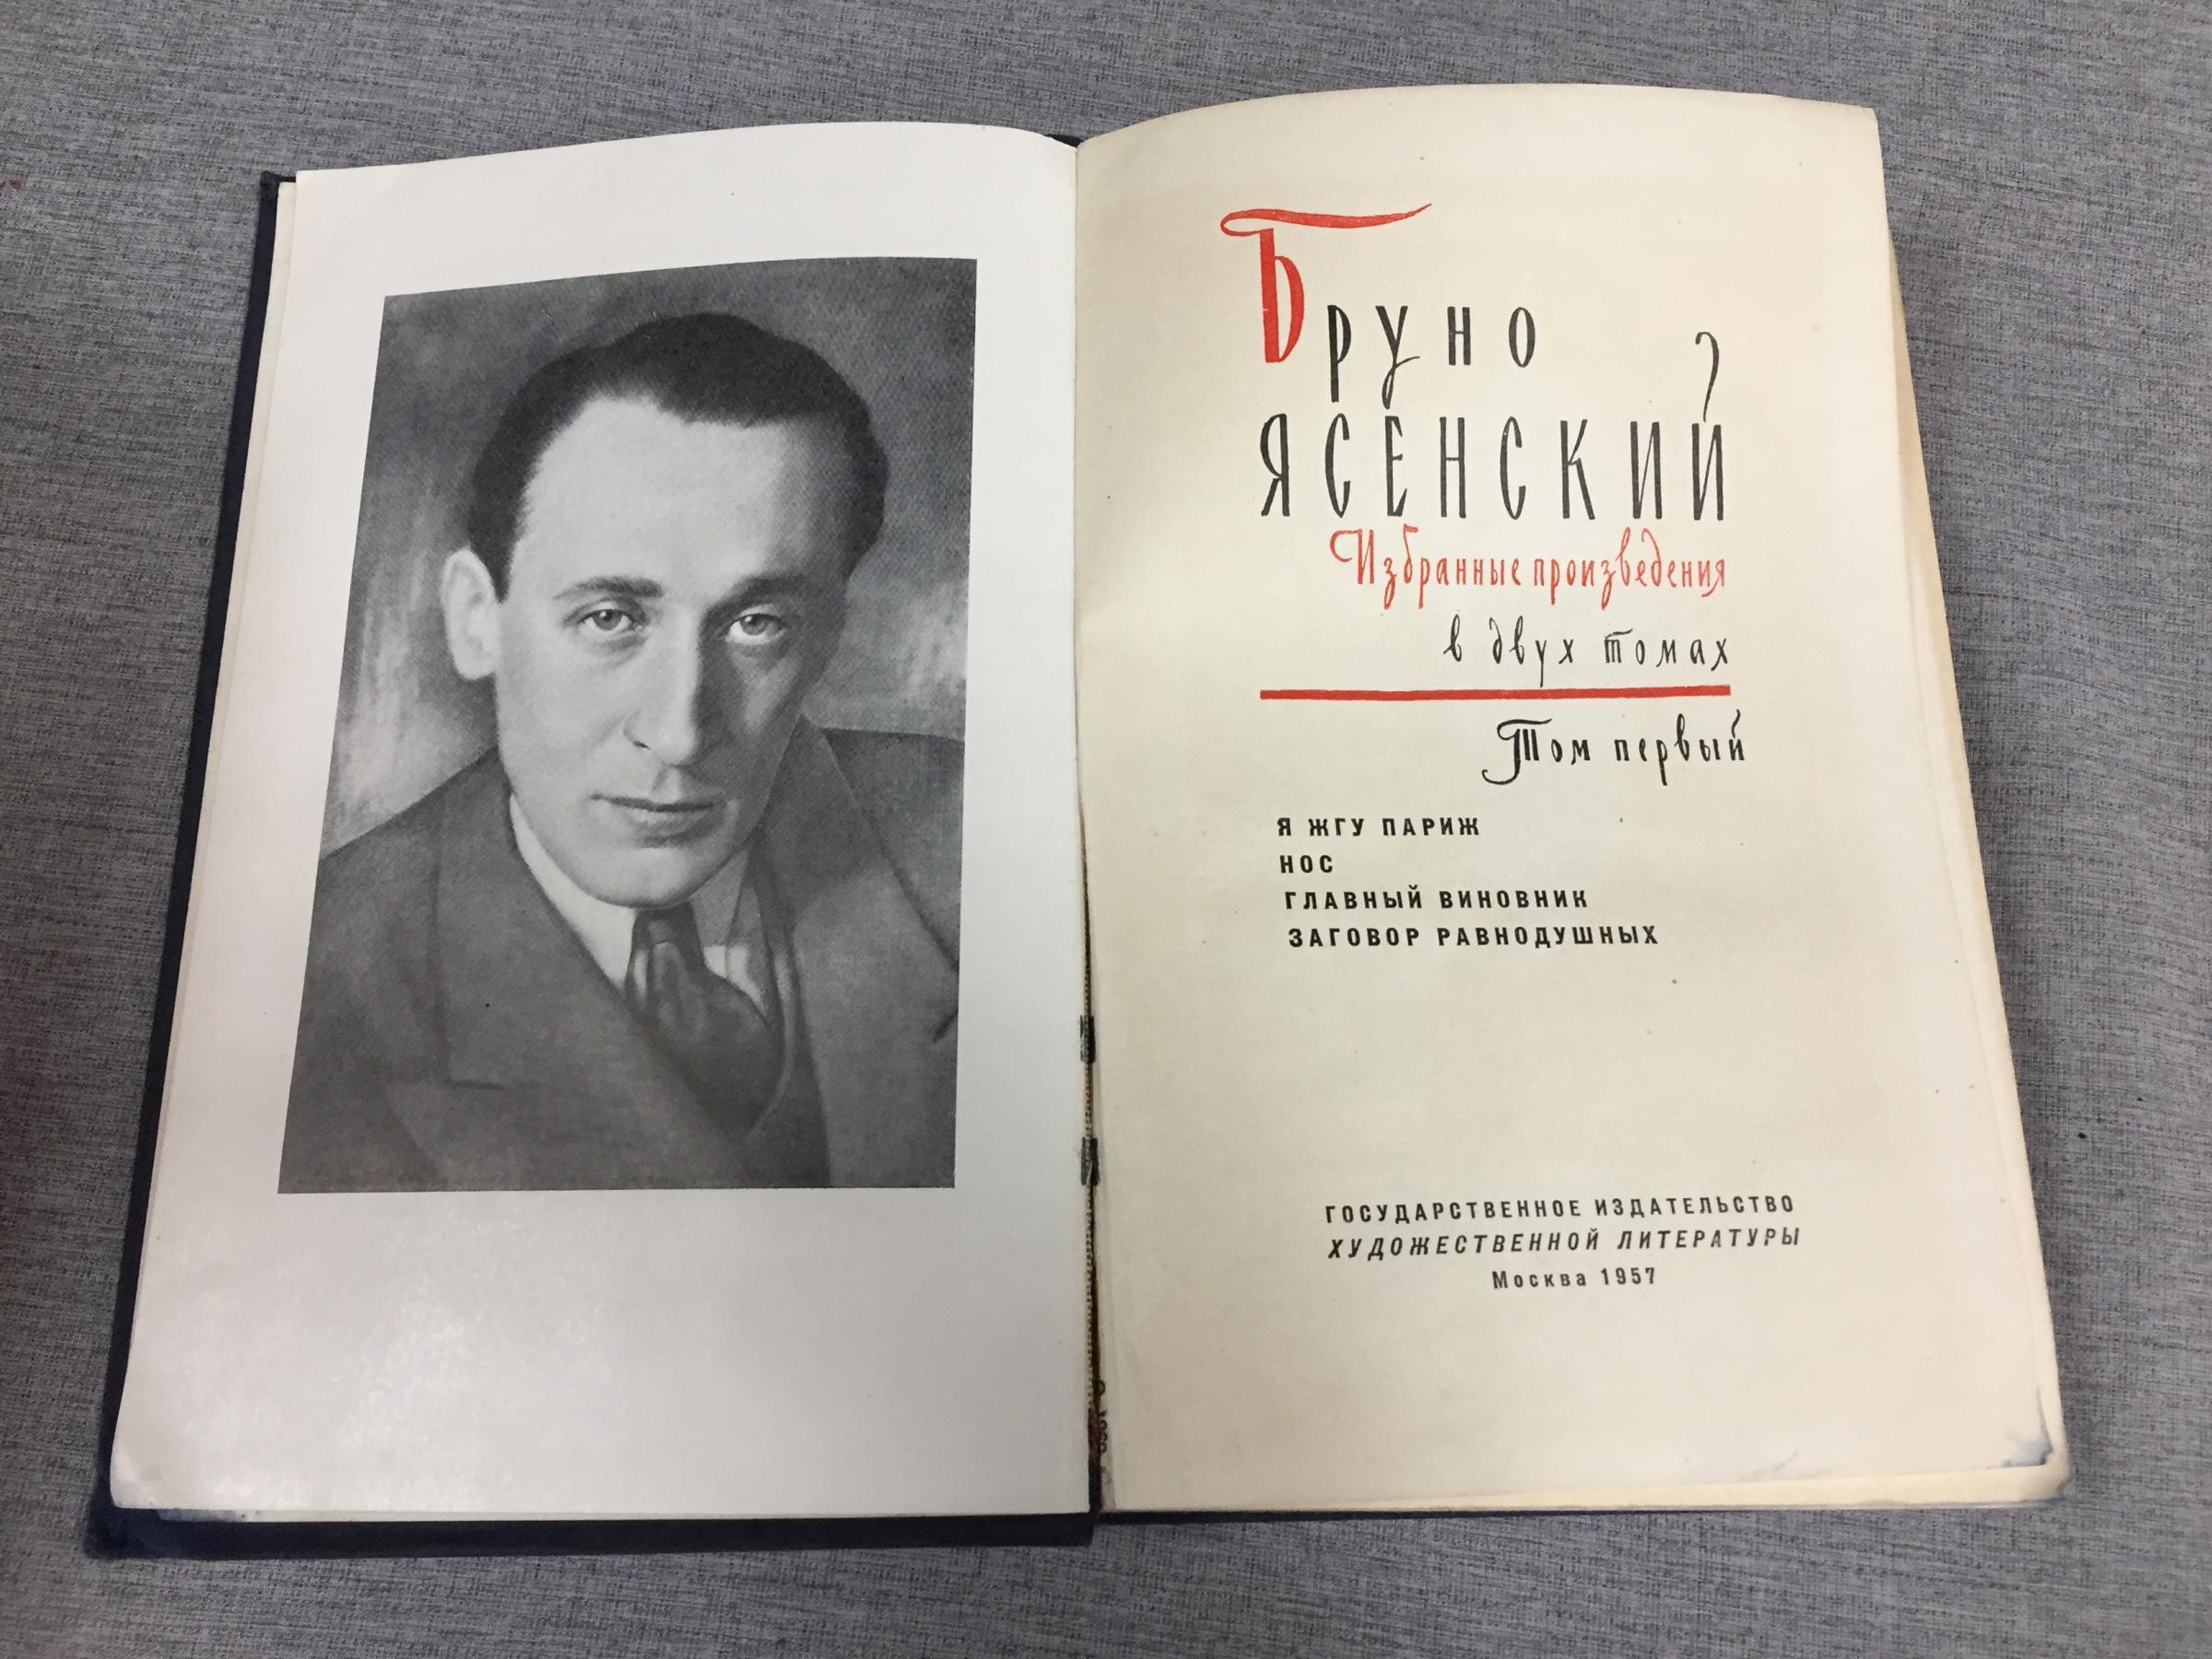 Бруно
ЯСЕНСКИЙ
Избранные произведения
в двух томах
Том первый
Я ЖГУ ПАРИЖ
НОС
ГЛАВНЫЙ ВИНОВНИК
ЗАГОВОР РАВНОДУШНЫХ
ГОСУДАРСТВЕННОЕ ИЗДАТЕЛЬСТВО
ХУДОЖЕСТВЕННОЙ ЛИТЕРАТУРЫ
Москва 1957